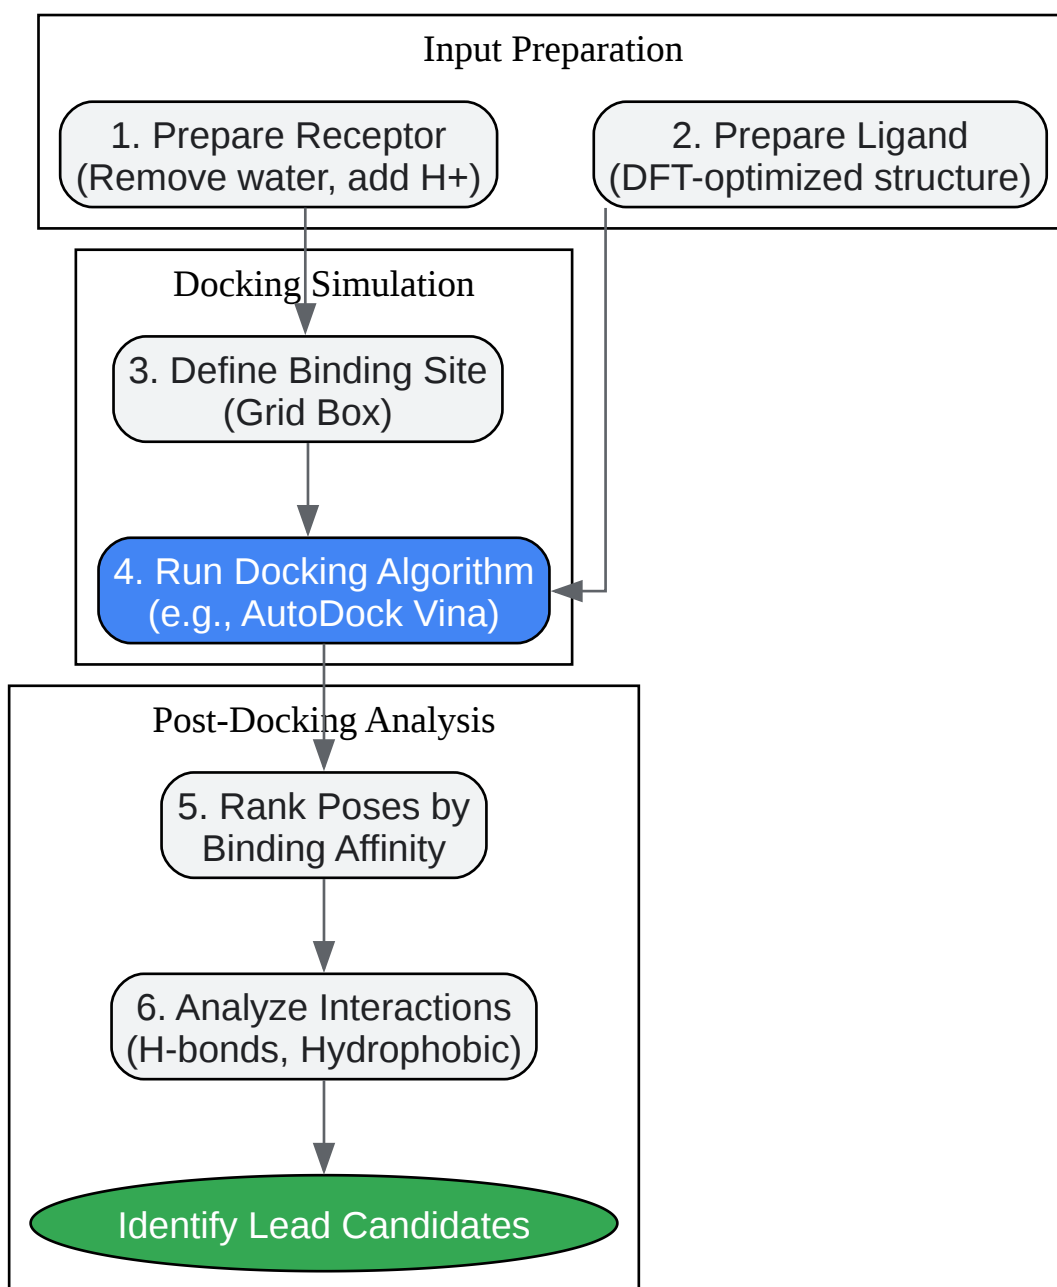 Input Preparation
1. Prepare Receptor
(Remove water, add H+)
2. Prepare Ligand
(DFT-optimized structure)
Docking Simulation
3. Define Binding Site
(Grid Box)
4. Run Docking Algorithm
(e.g., AutoDock Vina)
Post-Docking Analysis
5. Rank Poses by
Binding Affinity
6. Analyze Interactions
(H-bonds, Hydrophobic)
Identify Lead Candidates